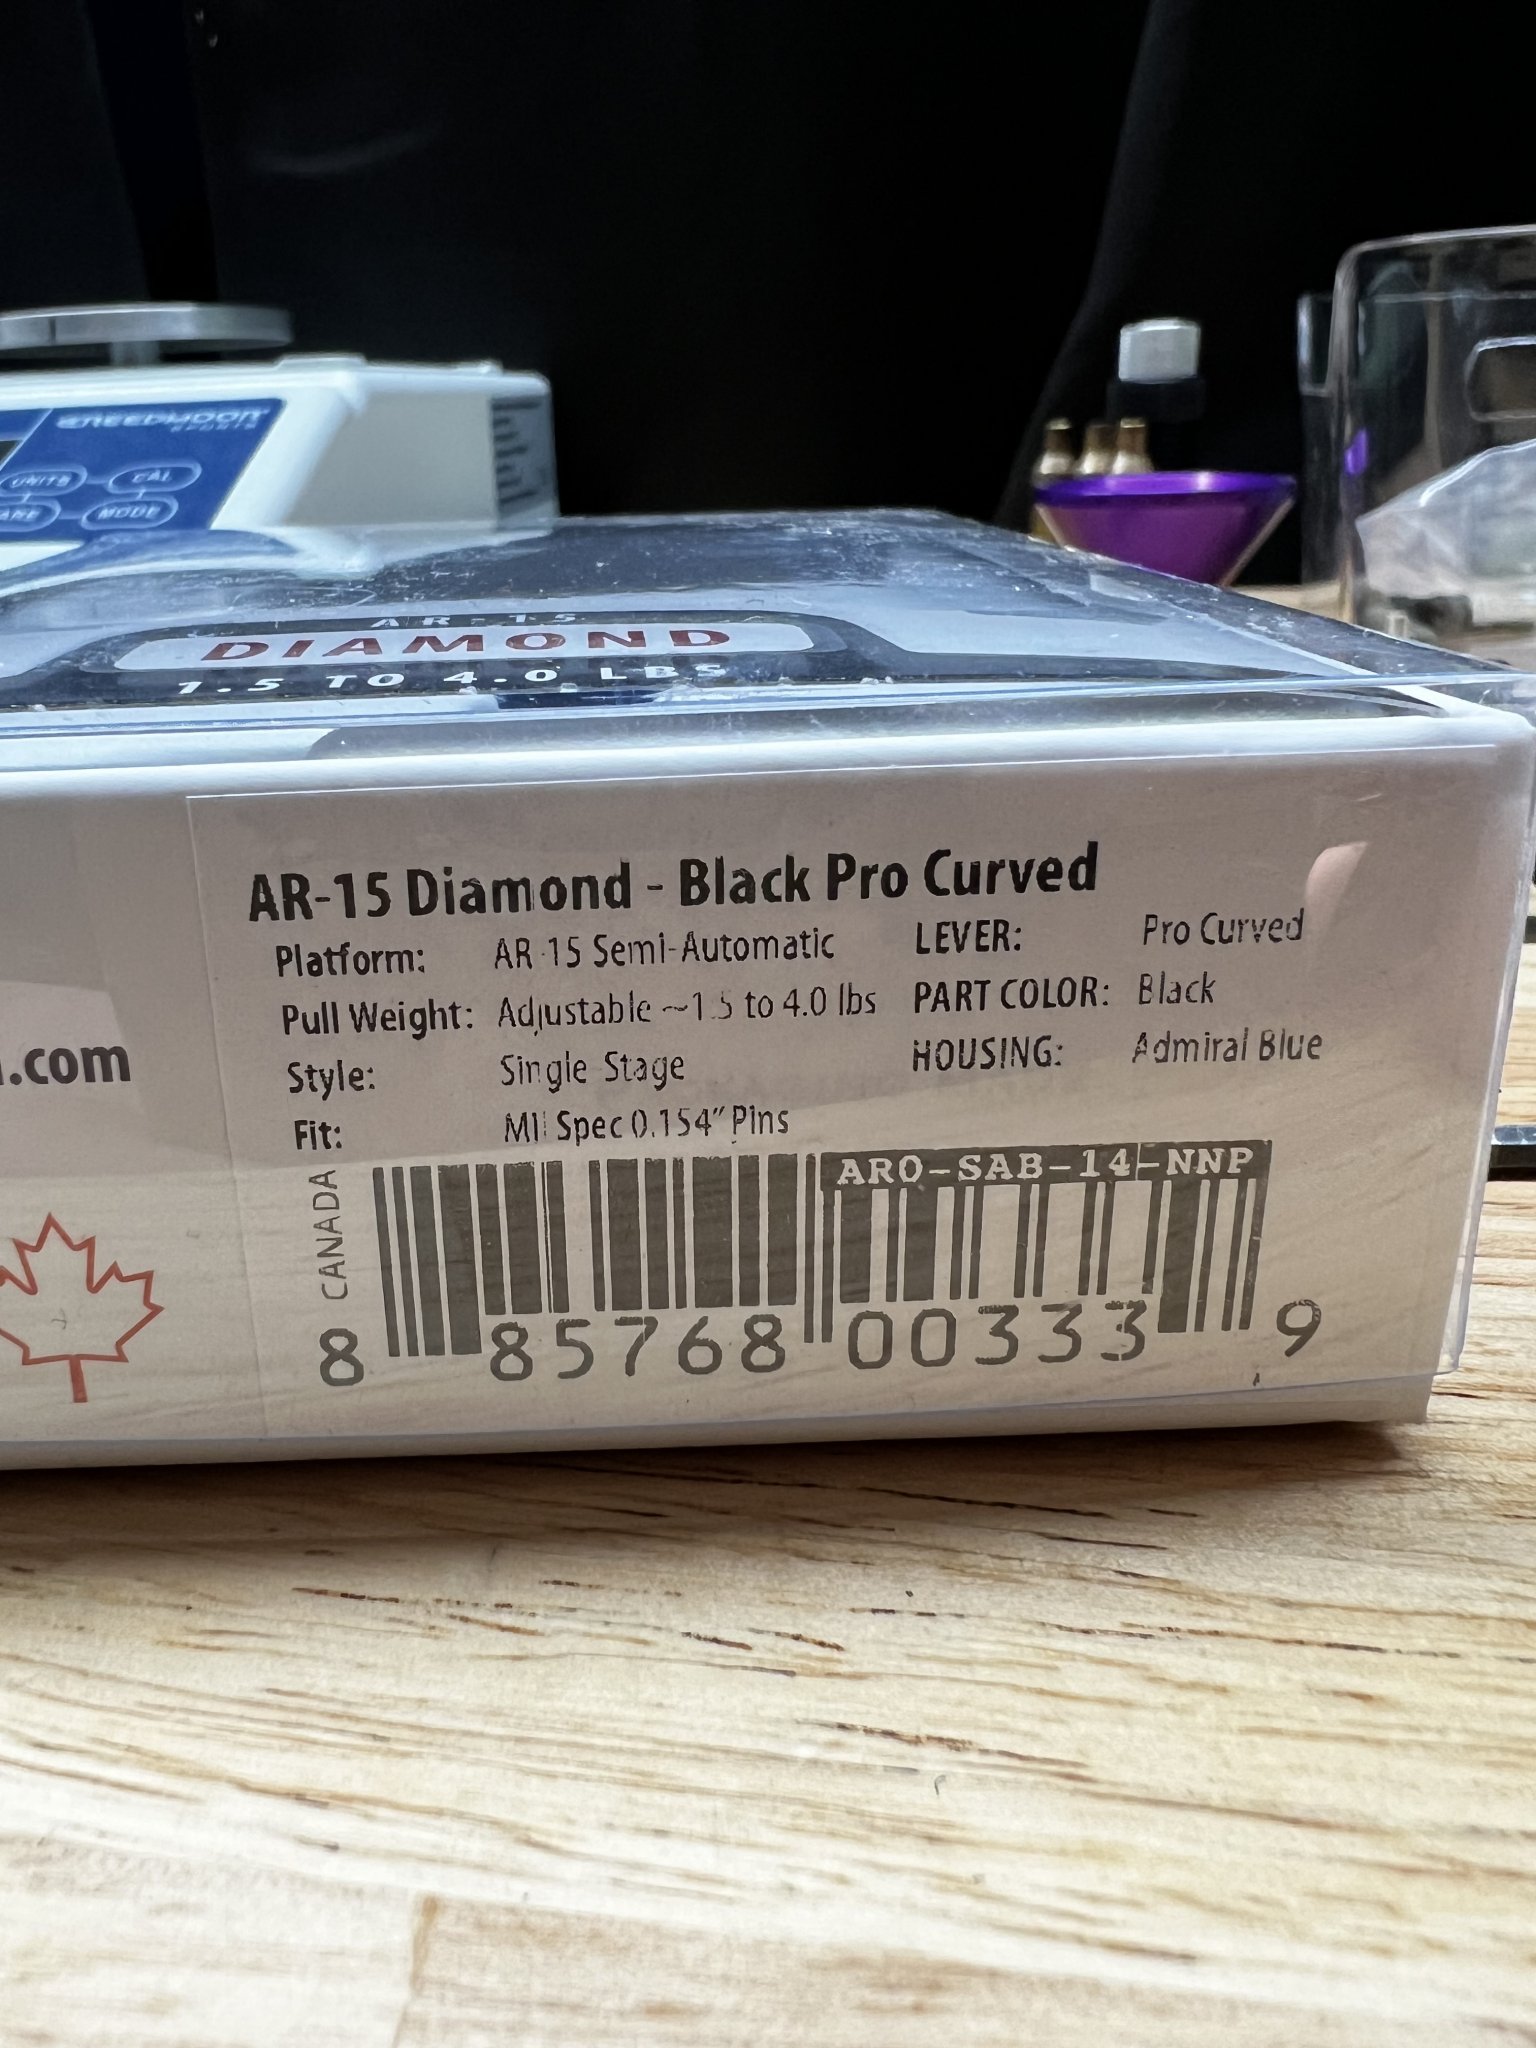 CREEDMOOR
SPORTS
UNITS CAL
MODE
AR-15
DIAMOND
1.5 TO 4.0 LBS
.com
AR-15 Diamond - Black Pro Curved
Platform: AR-15 Semi-Automatic LEVER: Pro Curved
Pull Weight: Adjustable ~1.5 to 4.0 lbs PART COLOR: Black
Style: Single Stage HOUSING: Admiral Blue
Fit: Mil Spec 0.154" Pins
CANADA
ARO-SAB-14-NNP
8 85768 00333 9